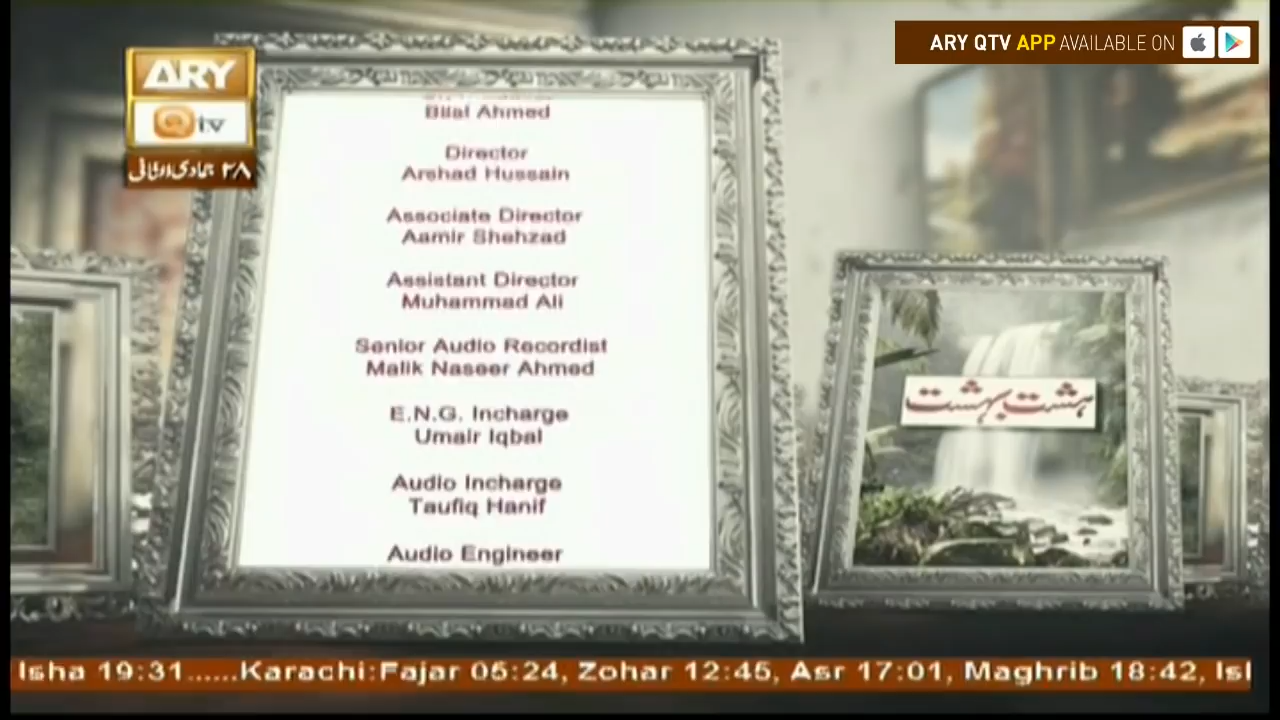 ARY QTV APP AVAILABLE ON
ARY
Q tv
۲۸ جمادی الثانی
Bilal Ahmed
Director
Arshad Hussain
Associate Director
Aamir Shehzad
Assistant Director
Muhammad Ali
Senior Audio Recordist
Malik Naseer Ahmed
E.N.G. Incharge
Umair Iqbal
Audio Incharge
Taufiq Hanif
Audio Engineer
ہشت بہشت
Isha 19:31......Karachi:Fajar 05:24, Zohar 12:45, Asr 17:01, Maghrib 18:42, Isl